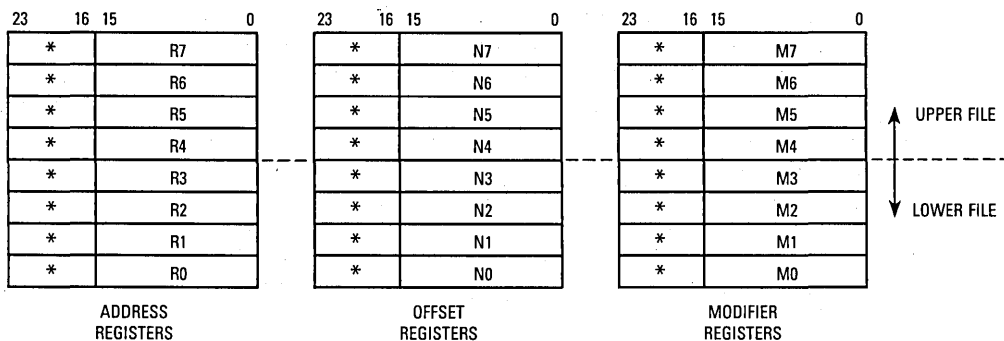 23 16 15 0 23 16 15 0 23 16 15 0
* R7 * N7 * M7
* R6 * N6 * M6
* R5 * N5 * M5
UPPER FILE
* R4 * N4 * M4
* R3 * N3 * M3
* R2 * N2 * M2
LOWER FILE
* R1 * N1 * M1
* R0 * N0 * M0
ADDRESS OFFSET MODIFIER
REGISTERS REGISTERS REGISTERS